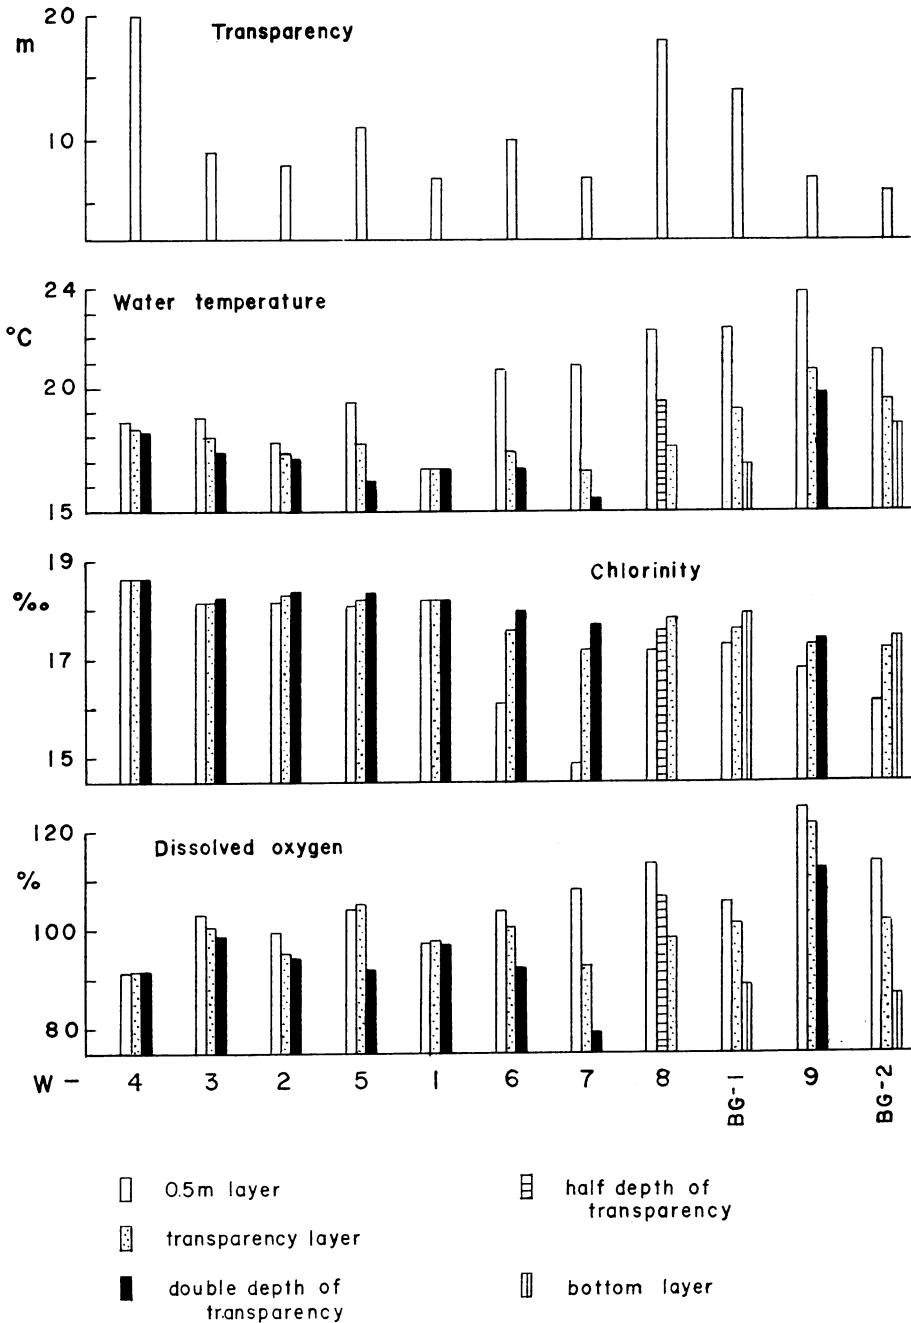 20
m
Transparency
10
24
Water temperature
°C
20
15
19
Chlorinity
‰
17
15
120
Dissolved oxygen
%
100
80
W – 4 3 2 5 1 6 7 8 BG-1 9 BG-2
0.5m layer
half depth of
transparency
transparency layer
double depth of
transparency
bottom layer